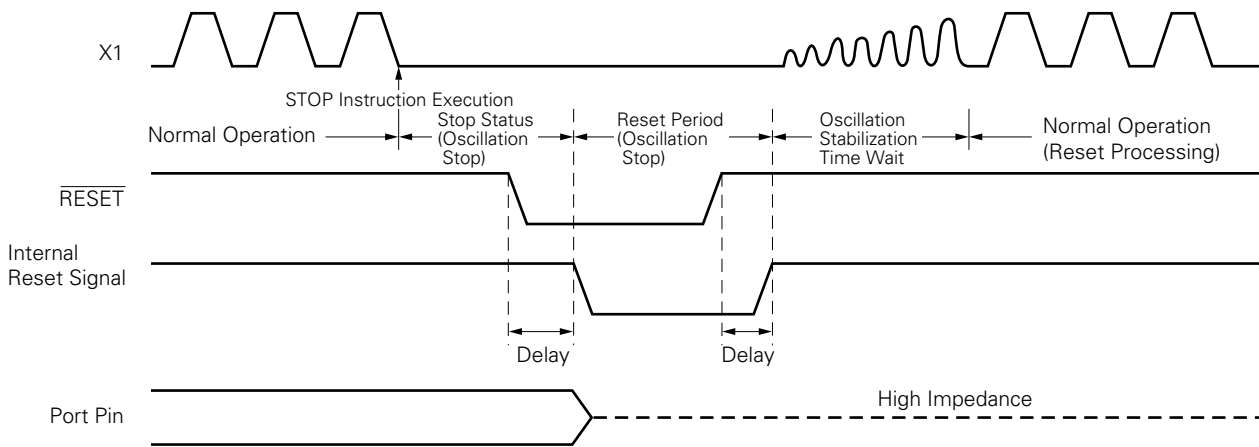 X1
STOP Instruction Execution
Normal Operation
Stop Status
(Oscillation
Stop)
Reset Period
(Oscillation
Stop)
Oscillation
Stabilization
Time Wait
Normal Operation
(Reset Processing)
RESET
Internal
Reset Signal
Delay
Delay
Port Pin
High Impedance